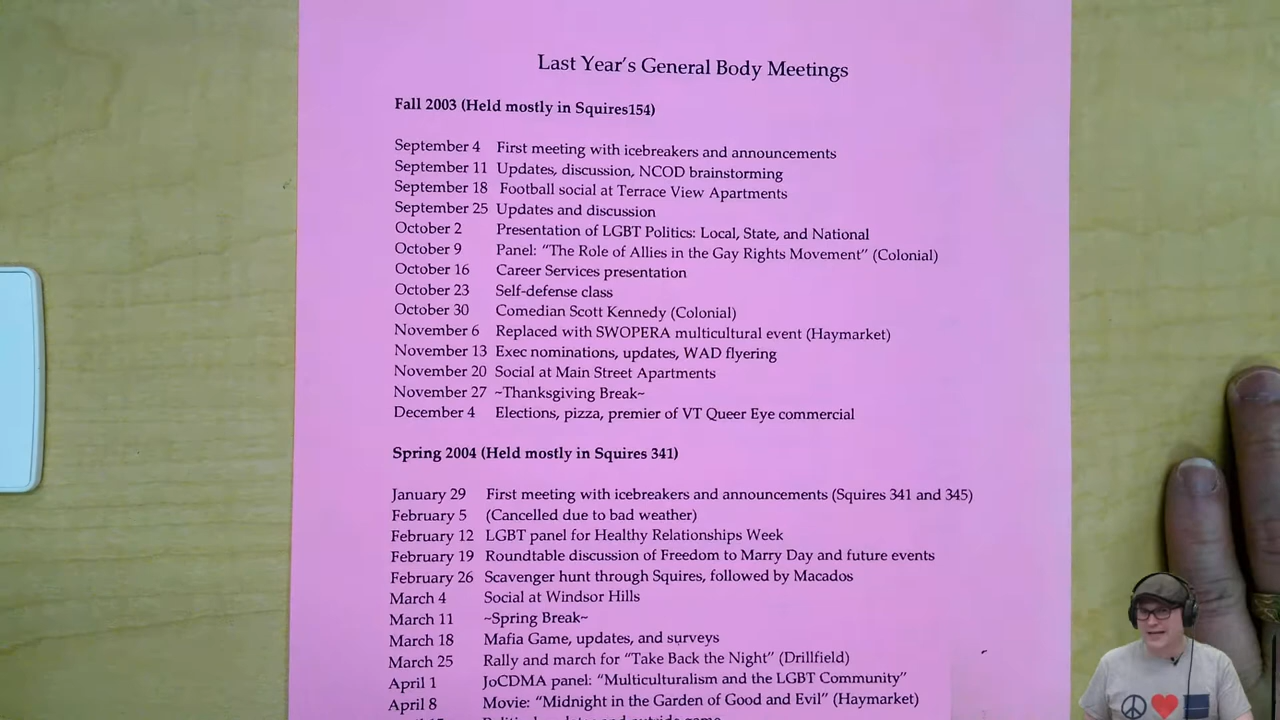 Last Year's General Body Meetings
Fall 2003 (Held mostly in Squires154)
September 4 First meeting with icebreakers and announcements
September 11 Updates, discussion, NCOD brainstorming
September 18 Football social at Terrace View Apartments
September 25 Updates and discussion
October 2 Presentation of LGBT Politics: Local, State, and National
October 9 Panel: "The Role of Allies in the Gay Rights Movement" (Colonial)
October 16 Career Services presentation
October 23 Self-defense class
October 30 Comedian Scott Kennedy (Colonial)
November 6 Replaced with SWOPERA multicultural event (Haymarket)
November 13 Exec nominations, updates, WAD flyering
November 20 Social at Main Street Apartments
November 27 ~Thanksgiving Break~
December 4 Elections, pizza, premier of VT Queer Eye commercial
Spring 2004 (Held mostly in Squires 341)
January 29 First meeting with icebreakers and announcements (Squires 341 and 345)
February 5 (Cancelled due to bad weather)
February 12 LGBT panel for Healthy Relationships Week
February 19 Roundtable discussion of Freedom to Marry Day and future events
February 26 Scavenger hunt through Squires, followed by Macados
March 4 Social at Windsor Hills
March 11 ~Spring Break~
March 18 Mafia Game, updates, and surveys
March 25 Rally and march for "Take Back the Night" (Drillfield)
April 1 JoCDMA panel: "Multiculturalism and the LGBT Community"
April 8 Movie: "Midnight in the Garden of Good and Evil" (Haymarket)